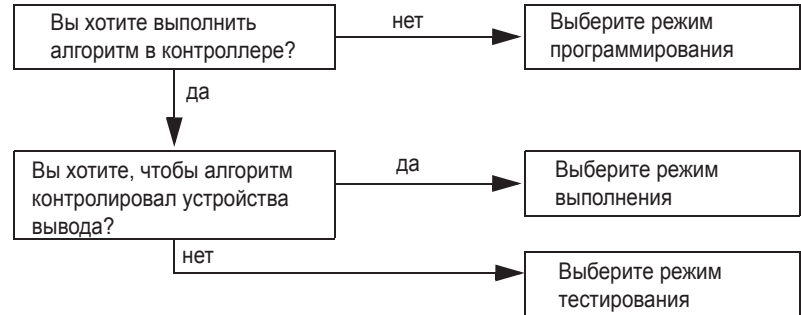 Вы хотите выполнить
алгоритм в контроллере?
нет
Выберите режим
программирования
да
Вы хотите, чтобы алгоритм
контролировал устройства
вывода?
да
Выберите режим
выполнения
нет
Выберите режим
тестирования